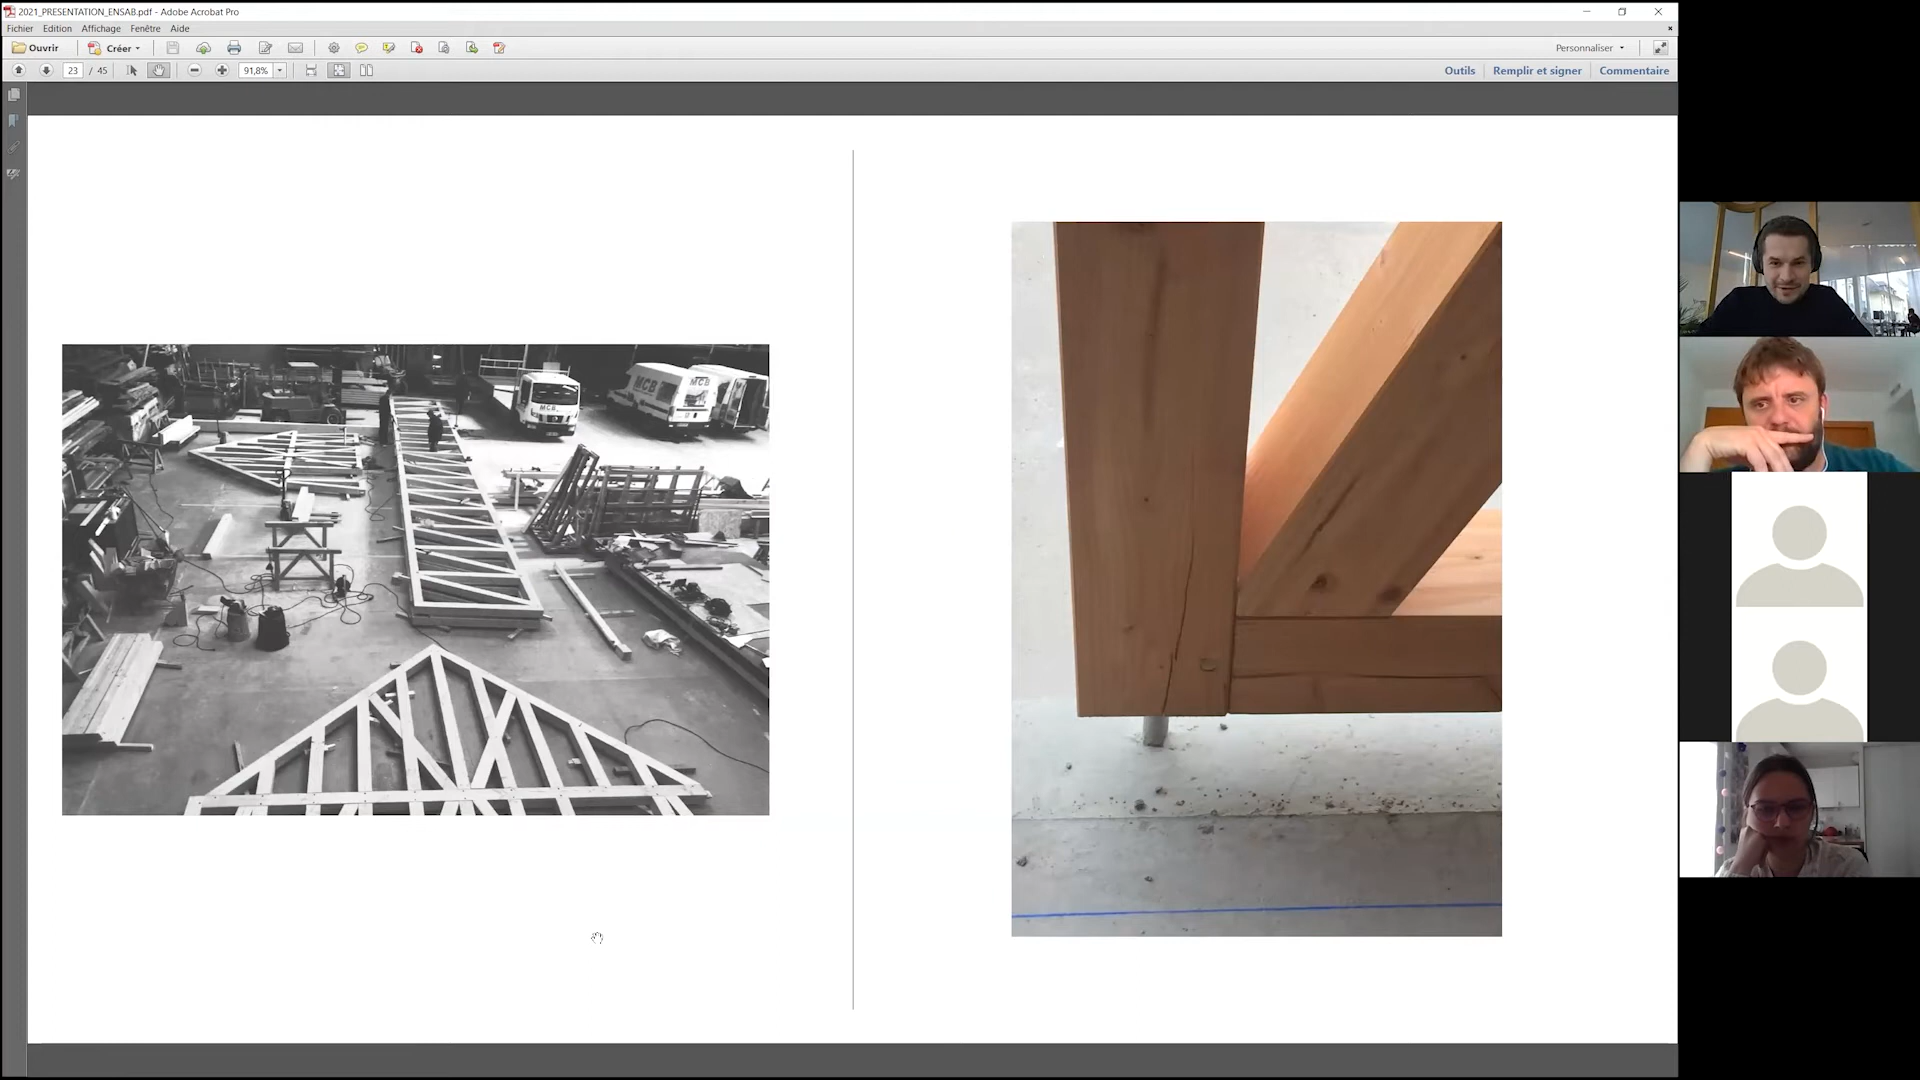 2021_PRESENTATION_ENSAB.pdf - Adobe Acrobat Pro
Fichier Edition Affichage Fenêtre Aide
Ouvrir Créer Personnaliser
23 / 45 91,8% Outils Remplir et signer Commentaire
MCB
MCB
MCB